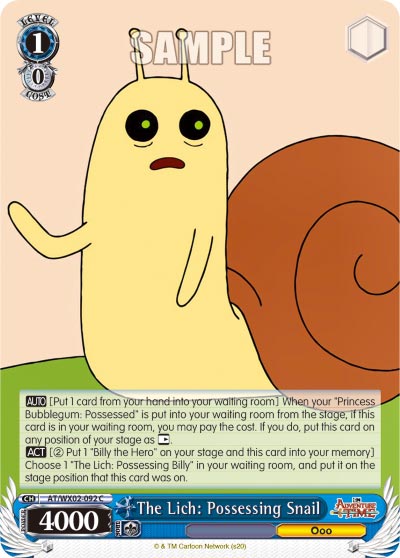 LEVEL
1
0
COST
SAMPLE
AUTO [Put 1 card from your hand into your waiting room] When your "Princess
Bubblegum: Possessed" is put into your waiting room from the stage, if this
card is in your waiting room, you may pay the cost. If you do, put this card on
any position of your stage as
.
ACT [② Put 1 "Billy the Hero" on your stage and this card into your memory]
Choose 1 "The Lich: Possessing Billy" in your waiting room, and put it on the
stage position that this card was on.
CH AT/WX02-092 C
POWER
4000
The Lich: Possessing Snail
ADVENTURE TIME
Ooo
© & TM Cartoon Network (s20)